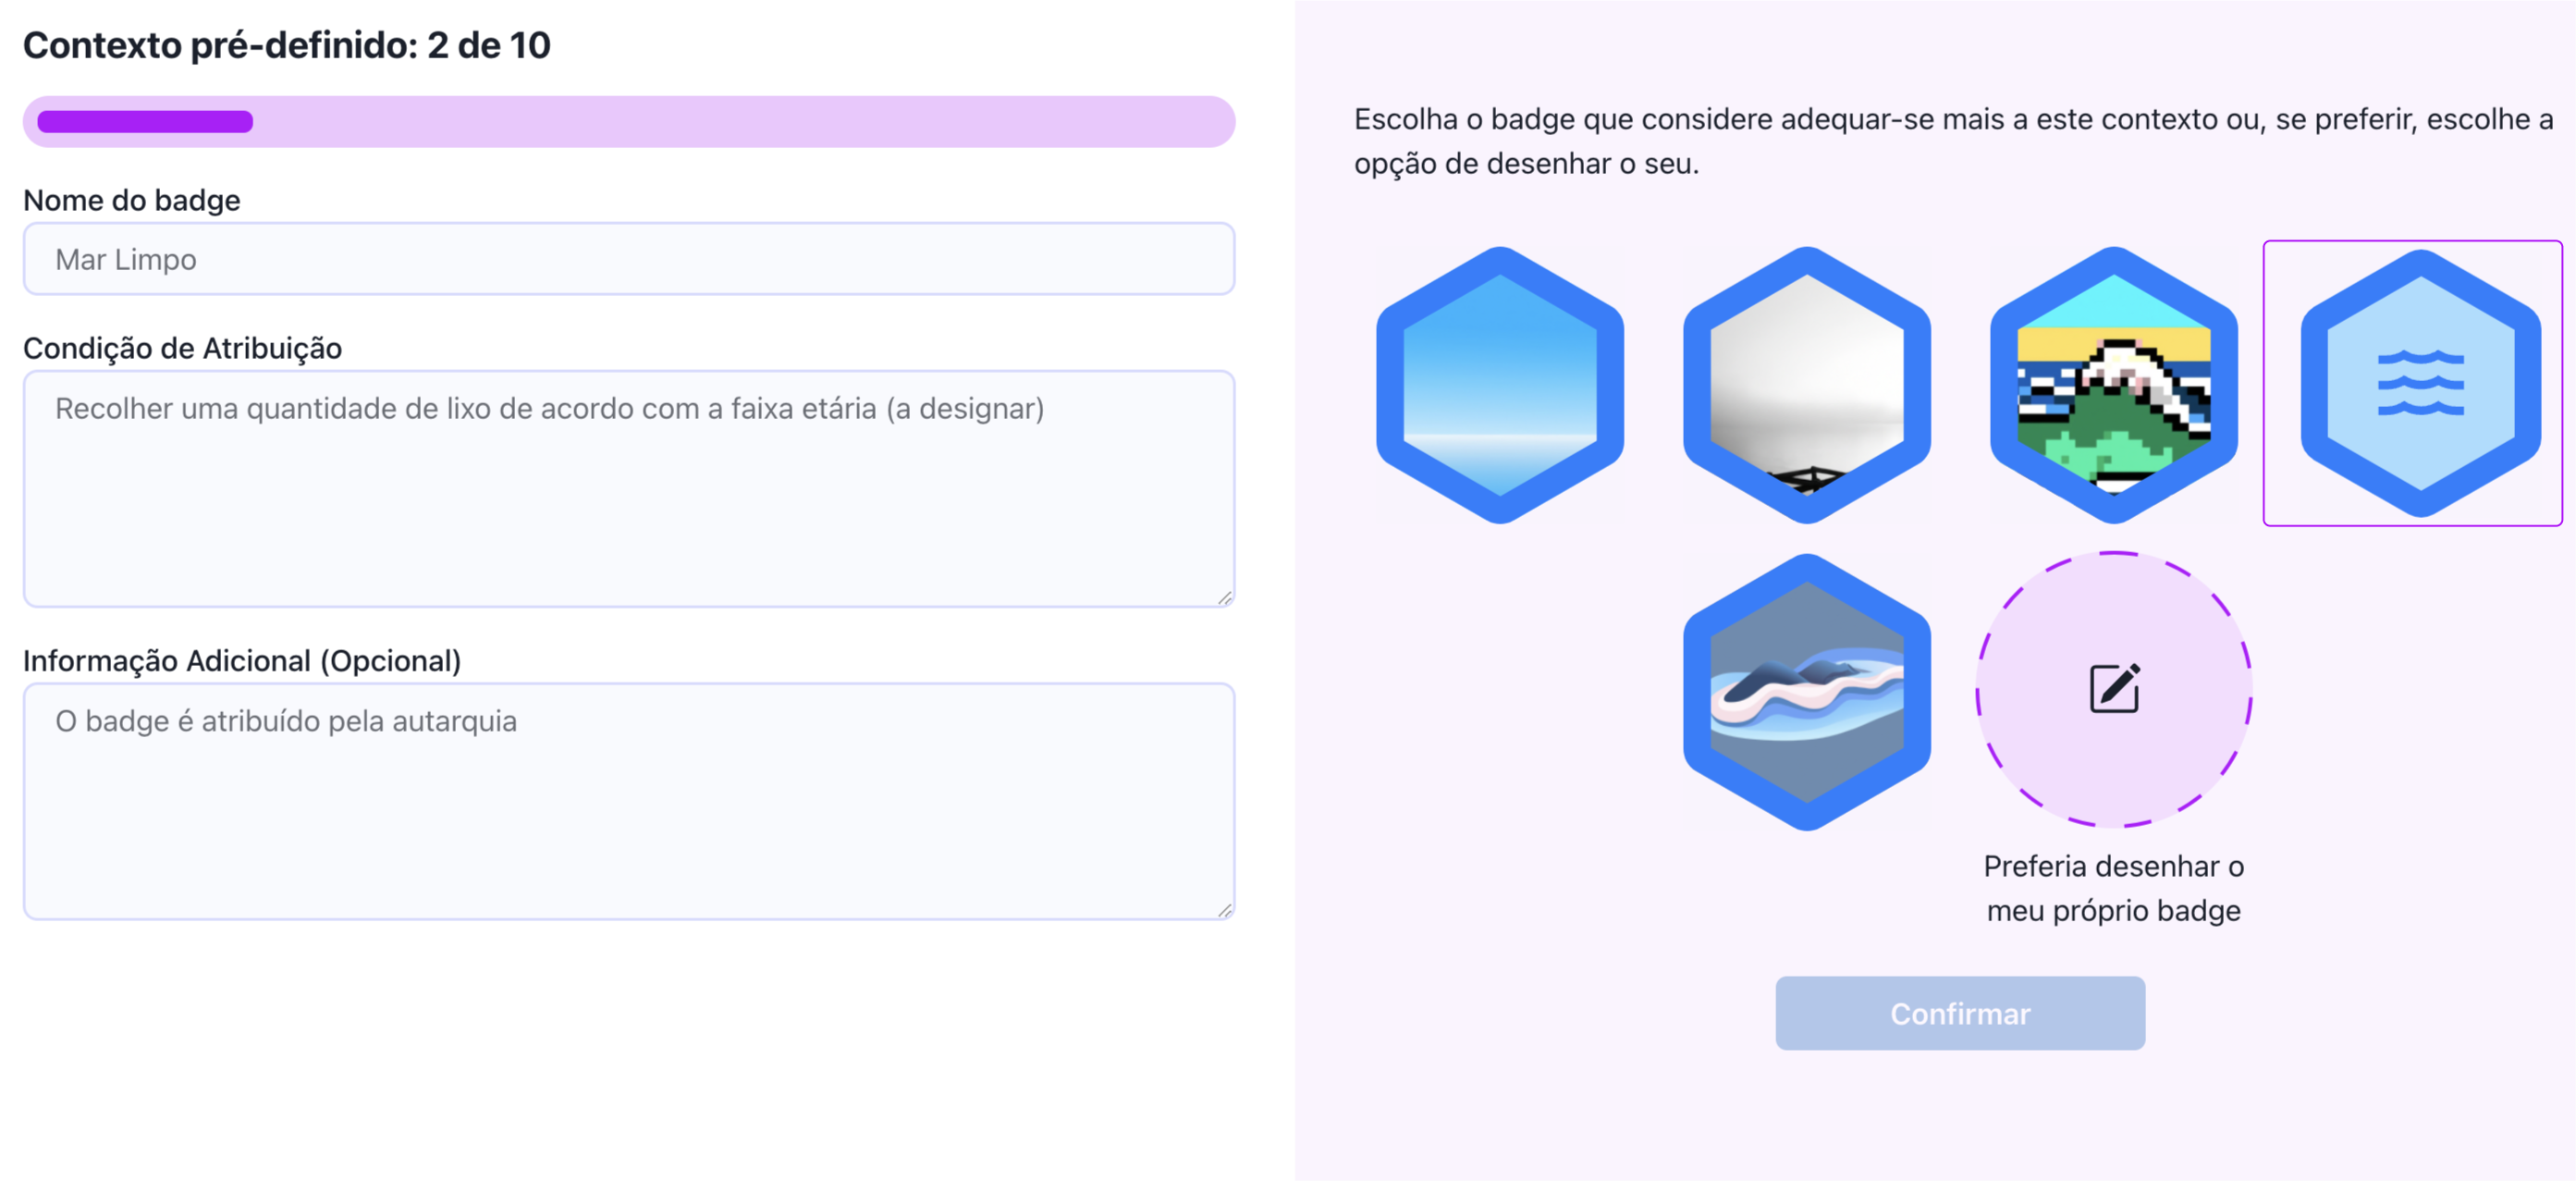 Contexto pré-definido: 2 de 10
Nome do badge
Mar Limpo
Condição de Atribuição
Recolher uma quantidade de lixo de acordo com a faixa etária (a designar)
Informação Adicional (Opcional)
O badge é atribuído pela autarquia
Escolha o badge que considere adequar-se mais a este contexto ou, se preferir, escolhe a
opção de desenhar o seu.
Preferia desenhar o
meu próprio badge
Confirmar